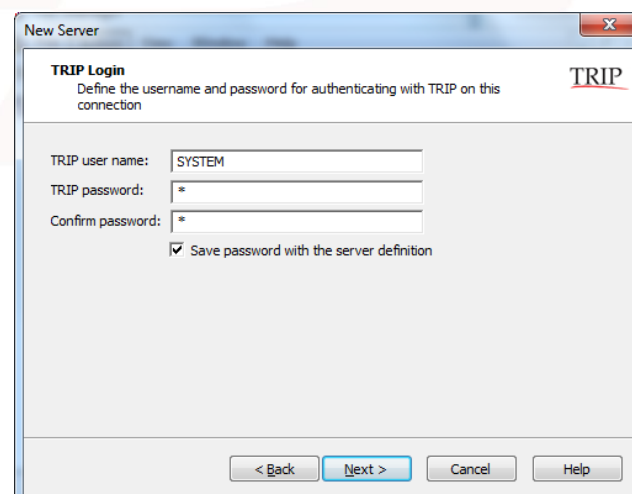 New Server
TRIP Login
Define the username and password for authenticating with TRIP on this
connection
TRIP
TRIP user name: SYSTEM
TRIP password: *
Confirm password: *
Save password with the server definition
< Back Next > Cancel Help